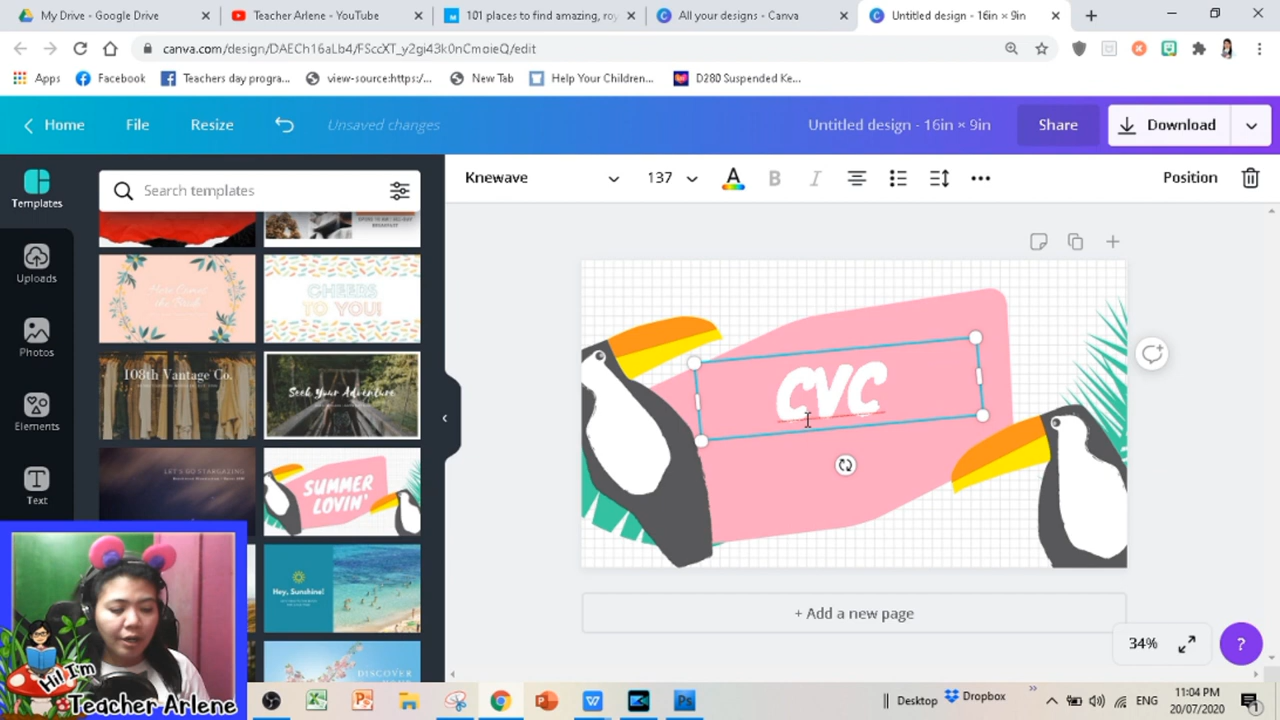 My Drive - Google Drive
Teacher Arlene - YouTube
101 places to find amazing, roy
All your designs - Canva
Untitled design - 16in × 9in
canva.com/design/DAECh16aLb4/FSccXT_y2gi43k0nCmoieQ/edit
Apps
Facebook
Teachers day progra...
view-source:https:/...
New Tab
Help Your Children...
D280 Suspended Ke...
Home
File
Resize
Unsaved changes
Untitled design - 16in × 9in
Share
Download
Templates
Search templates
Knewave
137
A
B
I
Position
Uploads
CHEERS
TO YOU!
Photos
108th Vantage Co.
Seek Your Adventure
CVC
Elements
LET'S GO STARGAZING
SUMMER
LOVIN'
Text
Hey, Sunshine!
+ Add a new page
34%
?
DISCOVER
Hi! I'm
Teacher Arlene
Desktop
Dropbox
ENG
11:04 PM
20/07/2020